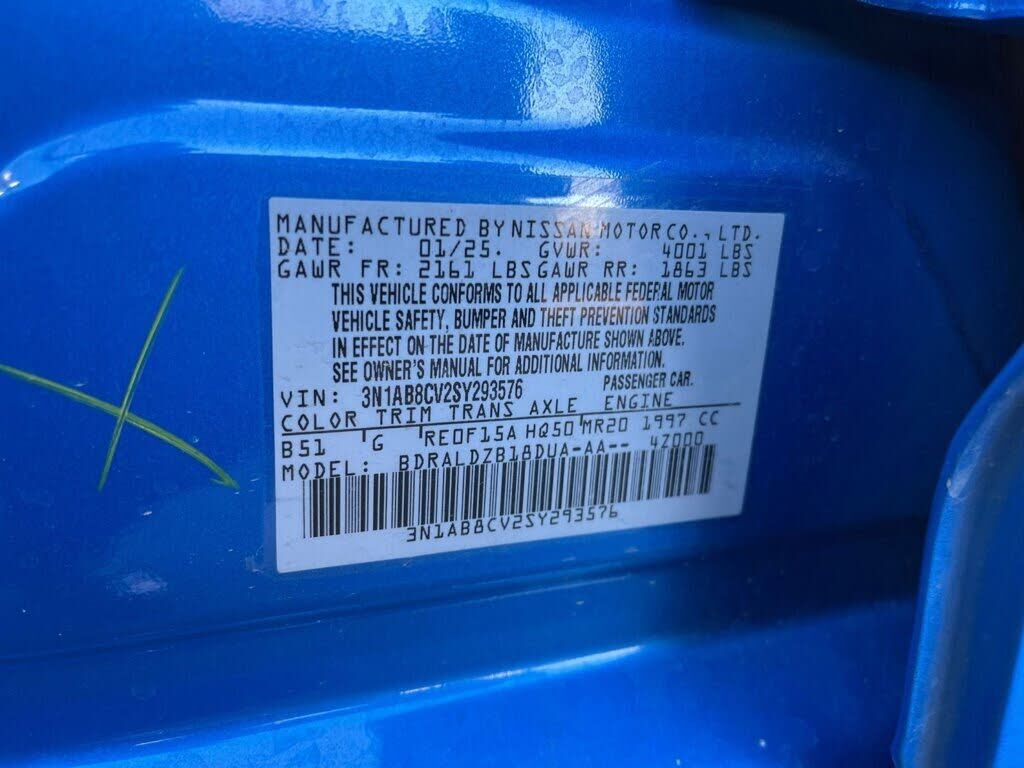 MANUFACTURED BY NISSAN MOTOR CO., LTD.
DATE: 01/25. GVWR: 4001 LBS
GAWR FR: 2161 LBS GAWR RR: 1863 LBS
THIS VEHICLE CONFORMS TO ALL APPLICABLE FEDERAL MOTOR
VEHICLE SAFETY, BUMPER AND THEFT PREVENTION STANDARDS
IN EFFECT ON THE DATE OF MANUFACTURE SHOWN ABOVE.
SEE OWNER'S MANUAL FOR ADDITIONAL INFORMATION.
VIN: 3N1AB8CV2SY293576 PASSENGER CAR.
COLOR TRIM TRANS AXLE ENGINE
B51 G RE0F15A HQ50 MR20 1997 CC
MODEL: BDRALDZB18DUA-AA-- 4Z000
3N1AB8CV2SY293576